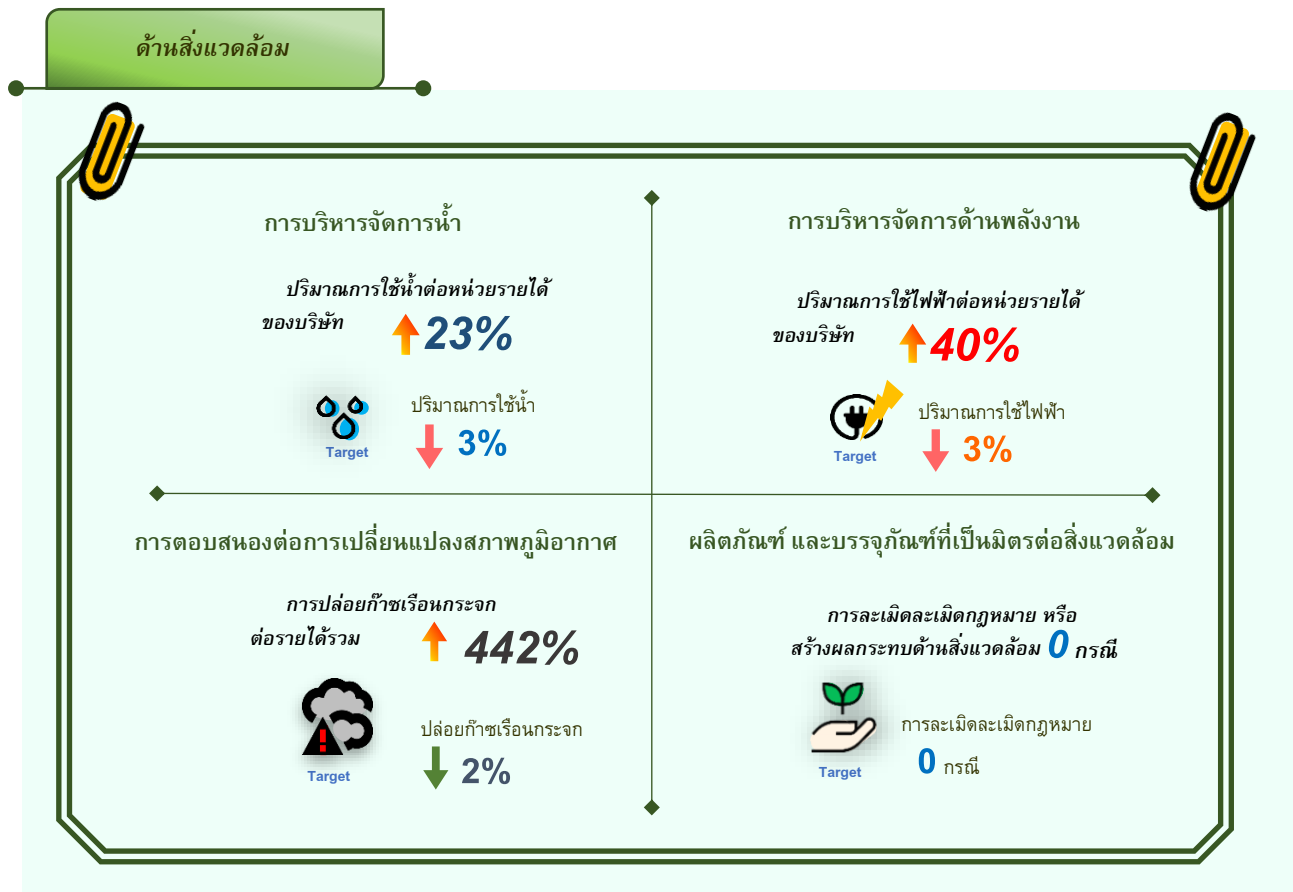 ด้านสิ่งแวดล้อม
การบริหารจัดการน้ำ
ปริมาณการใช้น้ำต่อหน่วยรายได้
ของบริษัท 23%
ปริมาณการใช้น้ำ
Target 3%
การบริหารจัดการด้านพลังงาน
ปริมาณการใช้ไฟฟ้าต่อหน่วยรายได้
ของบริษัท 40%
ปริมาณการใช้ไฟฟ้า
Target 3%
การตอบสนองต่อการเปลี่ยนแปลงสภาพภูมิอากาศ
การปล่อยก๊าซเรือนกระจก
ต่อรายได้รวม 442%
ปล่อยก๊าซเรือนกระจก
Target 2%
ผลิตภัณฑ์ และบรรจุภัณฑ์ที่เป็นมิตรต่อสิ่งแวดล้อม
การละเมิดละเมิดกฎหมาย หรือ
สร้างผลกระทบด้านสิ่งแวดล้อม 0 กรณี
การละเมิดละเมิดกฎหมาย
Target 0 กรณี